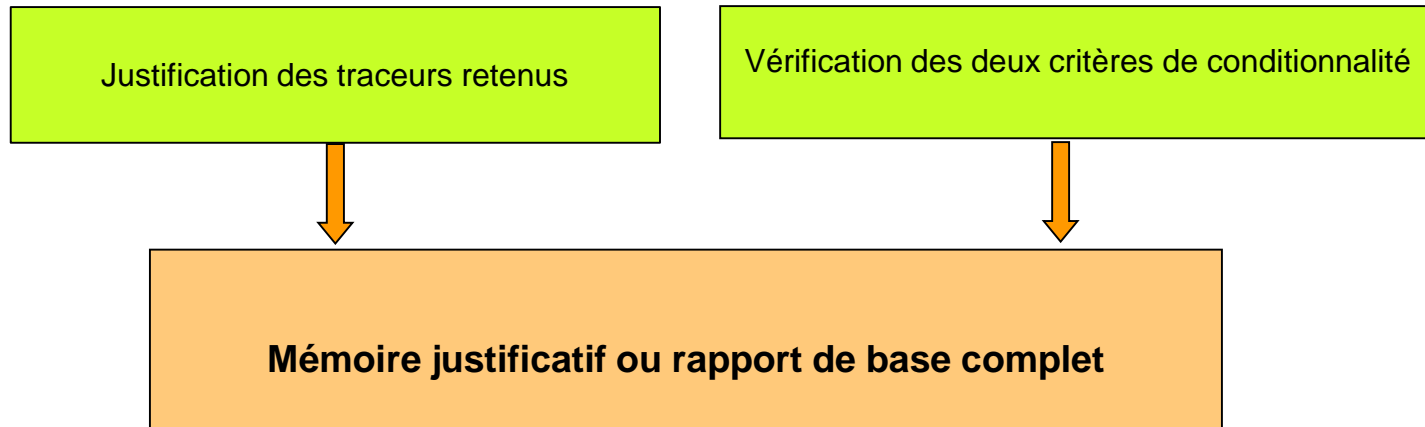 Justification des traceurs retenus
Vérification des deux critères de conditionnalité
Mémoire justificatif ou rapport de base complet